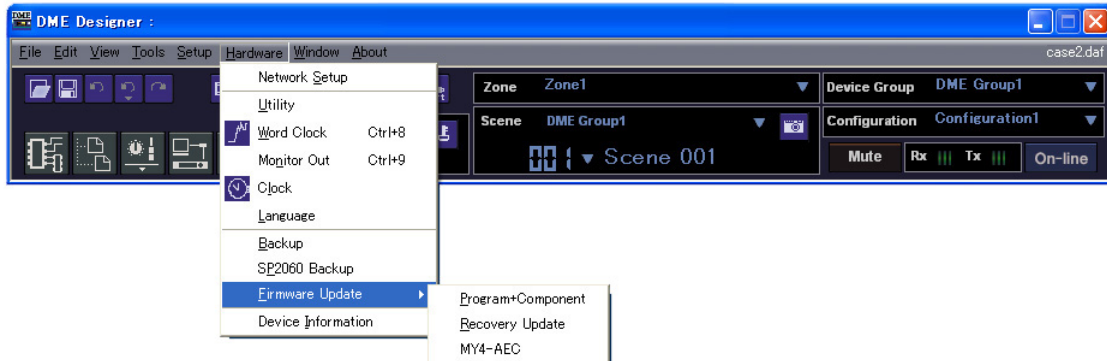 DME Designer :
File Edit View Tools Setup Hardware Window About case2.daf
Network Setup
Utility
Word Clock Ctrl+8
Monitor Out Ctrl+9
Clock
Language
Backup
SP2060 Backup
Firmware Update
Device Information
Program+Component
Recovery Update
MY4-AEC
Zone Zone1
Scene DME Group1
001 Scene 001
Device Group DME Group1
Configuration Configuration1
Mute Rx Tx On-line